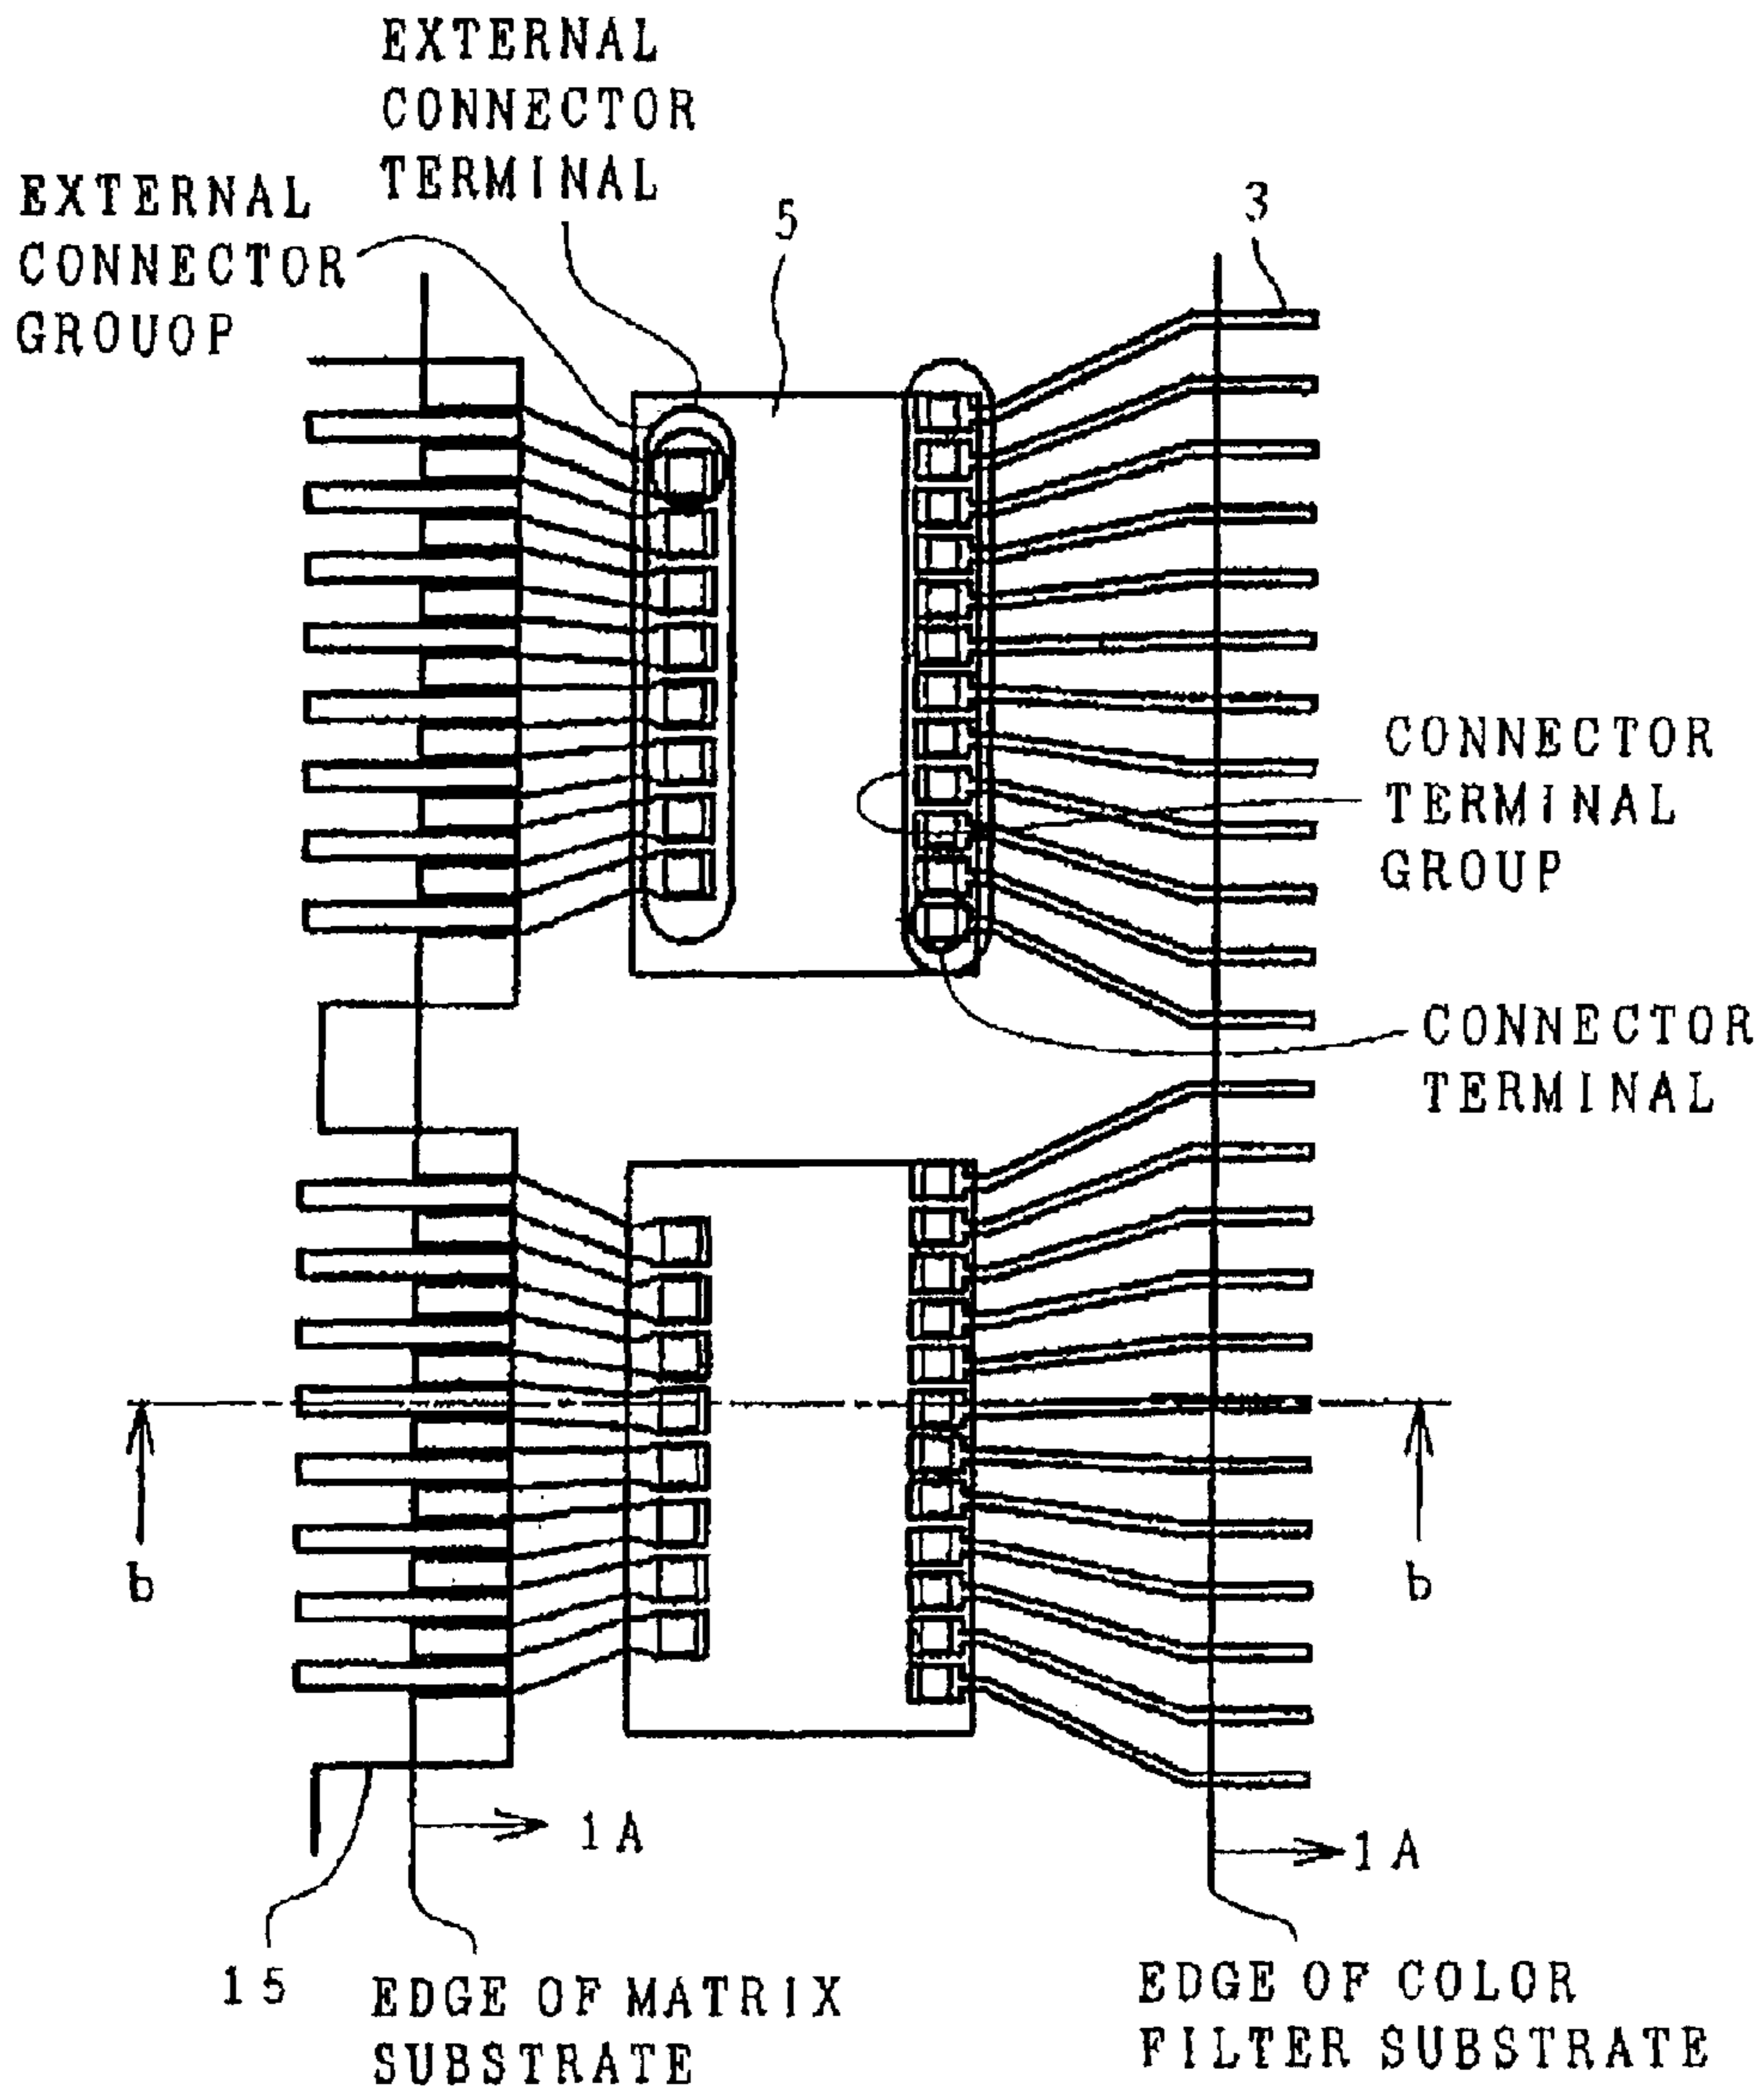 EXTERNAL
CONNECTOR
TERMINAL
EXTERNAL
CONNECTOR
GROUOP
5
3
CONNECTOR
TERMINAL
GROUP
CONNECTOR
TERMINAL
b
b
1A
1A
15
EDGE OF MATRIX
SUBSTRATE
EDGE OF COLOR
FILTER SUBSTRATE